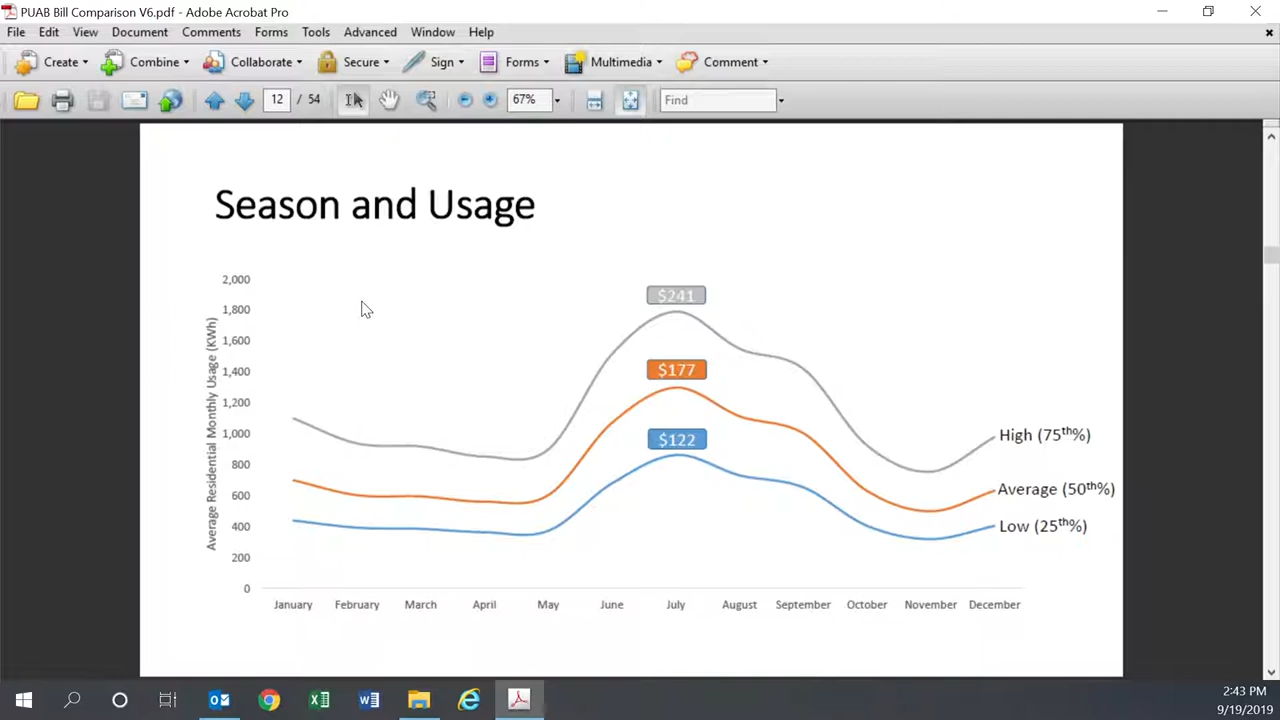 PUAB Bill Comparison V6.pdf - Adobe Acrobat Pro
File Edit View Document Comments Forms Tools Advanced Window Help
Create Combine Collaborate Secure Sign Forms Multimedia Comment
12 / 54 67% Find
Season and Usage
Average Residential Monthly Usage (KWh)
2,000
1,800
1,600
1,400
1,200
1,000
800
600
400
200
0
$241
$177
$122
High (75th%)
Average (50th%)
Low (25th%)
January February March April May June July August September October November December
2:43 PM
9/19/2019